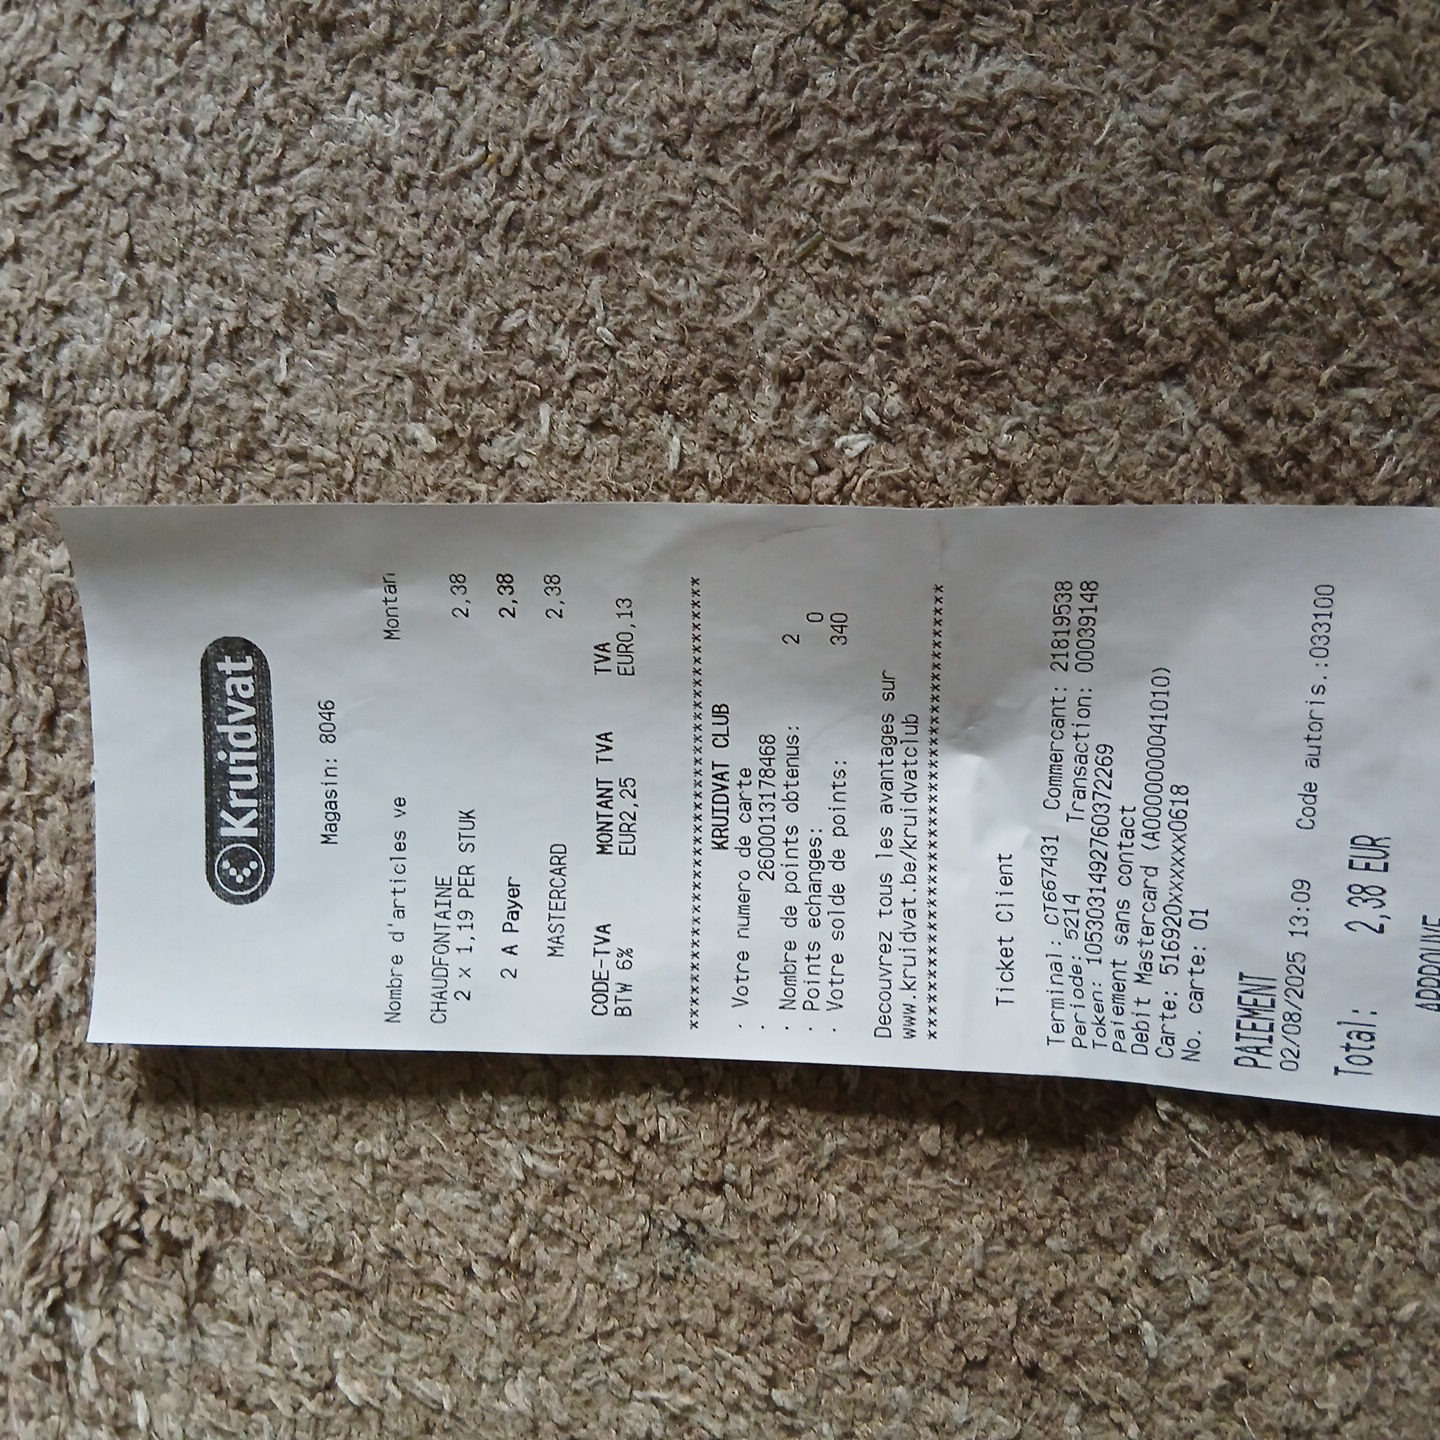 Kruidvat
Magasin: 8046
Nombre d'articles ve Montan
CHAUDFONTAINE
2 x 1,19 PER STUK 2,38
2 A Payer 2,38
MASTERCARD 2,38
CODE-TVA MONTANT TVA TVA
BTW 6% EUR2,25 EUR0,13
xxxxxxxxxxxxxxxxxxxxxxxxxxxxxxxxxxxxxxxxxx
KRUIDVAT CLUB
· Votre numero de carte
· 2600013178468
· Nombre de points obtenus: 2
· Points echanges: 0
· Votre solde de points: 340
Decouvrez tous les avantages sur
www.kruidvat.be/kruidvatclub
xxxxxxxxxxxxxxxxxxxxxxxxxxxxxxxxxxxxxxxxxx
Ticket Client
Terminal: CT667431 Commercant: 21819538
Periode: 5214 Transaction: 00039148
Token: 1053031492760372269
Paiement sans contact
Debit Mastercard (A0000000041010)
Carte: 516920xxxxxx0618
No. carte: 01
PAIEMENT
02/08/2025 13:09 Code autoris.:033100
Total: 2,38 EUR
APPROUVE